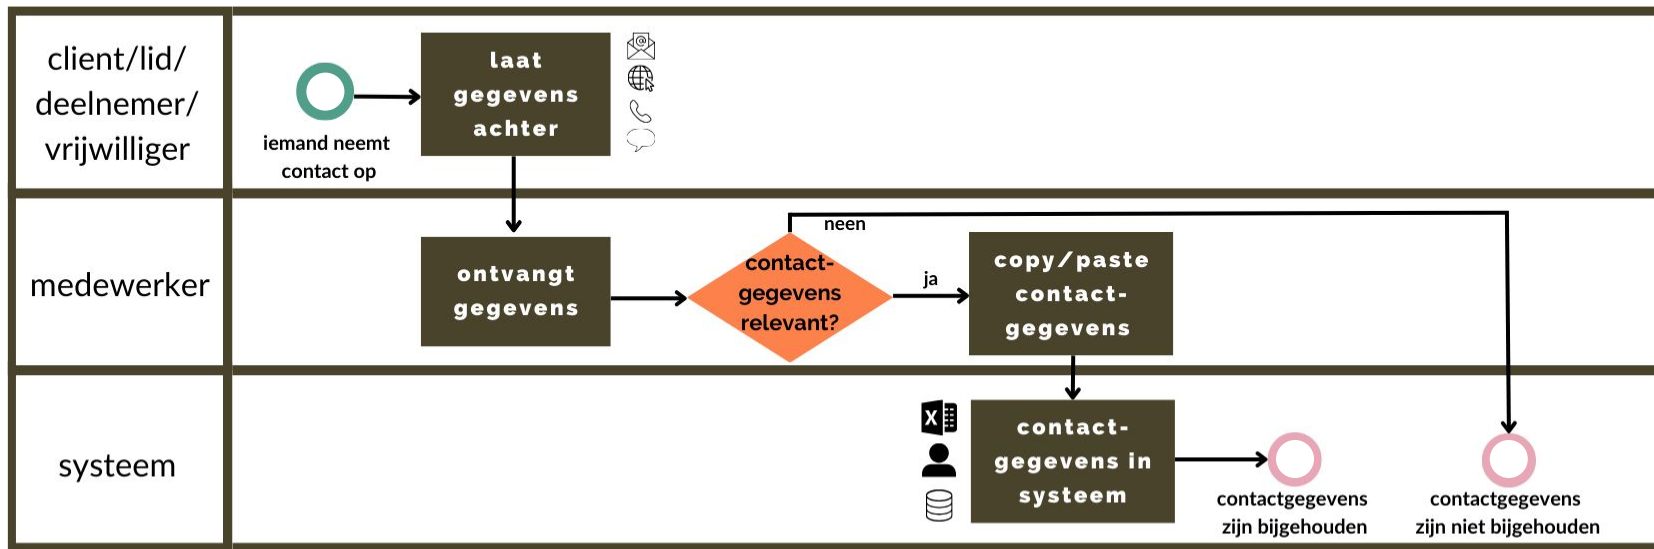 client/lid/
deelnemer/
vrijwilliger
iemand neemt
contact op
laat
gegevens
achter
medewerker
ontvangt
gegevens
contact-
gegevens
relevant?
neen
ja
copy/paste
contact-
gegevens
systeem
X
contact-
gegevens in
systeem
contactgegevens
zijn bijgehouden
contactgegevens
zijn niet bijgehouden